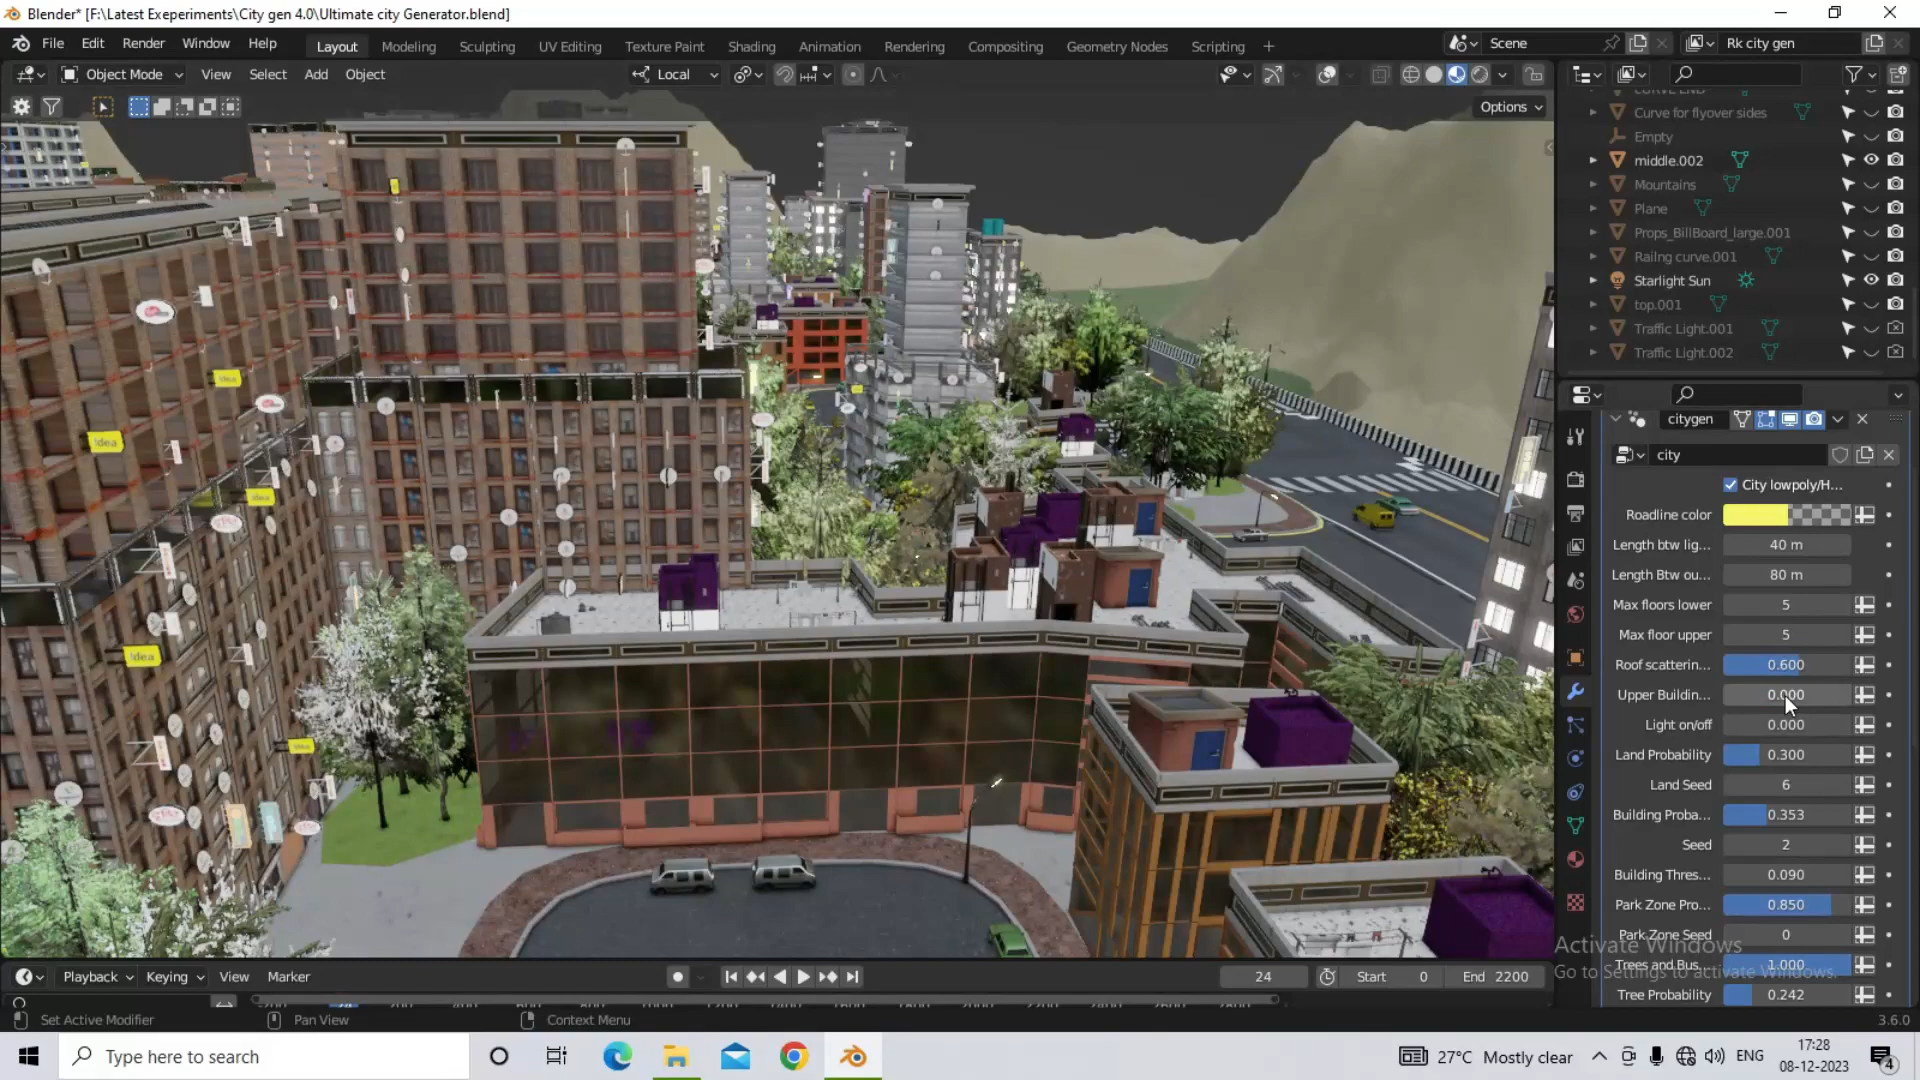 Blender* [F:\Latest Exeperiments\City gen 4.0\Ultimate city Generator.blend]
File Edit Render Window Help
Layout Modeling Sculpting UV Editing Texture Paint Shading Animation Rendering Compositing Geometry Nodes Scripting +
Scene
Rk city gen
Object Mode View Select Add Object
Local
Options
Curve for flyover sides
Empty
middle.002
Mountains
Plane
Props_BillBoard_large.001
Railng curve.001
Starlight Sun
top.001
Traffic Light.001
Traffic Light.002
citygen
city
City lowpoly/H...
Roadline color
Length btw lig... 40 m
Length Btw ou... 80 m
Max floors lower 5
Max floor upper 5
Roof scatterin... 0.600
Upper Buildin... 0.000
Light on/off 0.000
Land Probability 0.300
Land Seed 6
Building Proba... 0.353
Seed 2
Building Thres... 0.090
Park Zone Pro... 0.850
Park Zone Seed 0
Trees and Bus... 1.000
Tree Probability 0.242
Activate Windows
Go to Settings to activate Windows.
Idea
Idea
Idea
Idea
Playback Keying View Marker
24
Start 0
End 2200
Set Active Modifier
Pan View
Context Menu
3.6.0
Type here to search
27°C Mostly clear
ENG
17:28
08-12-2023
4